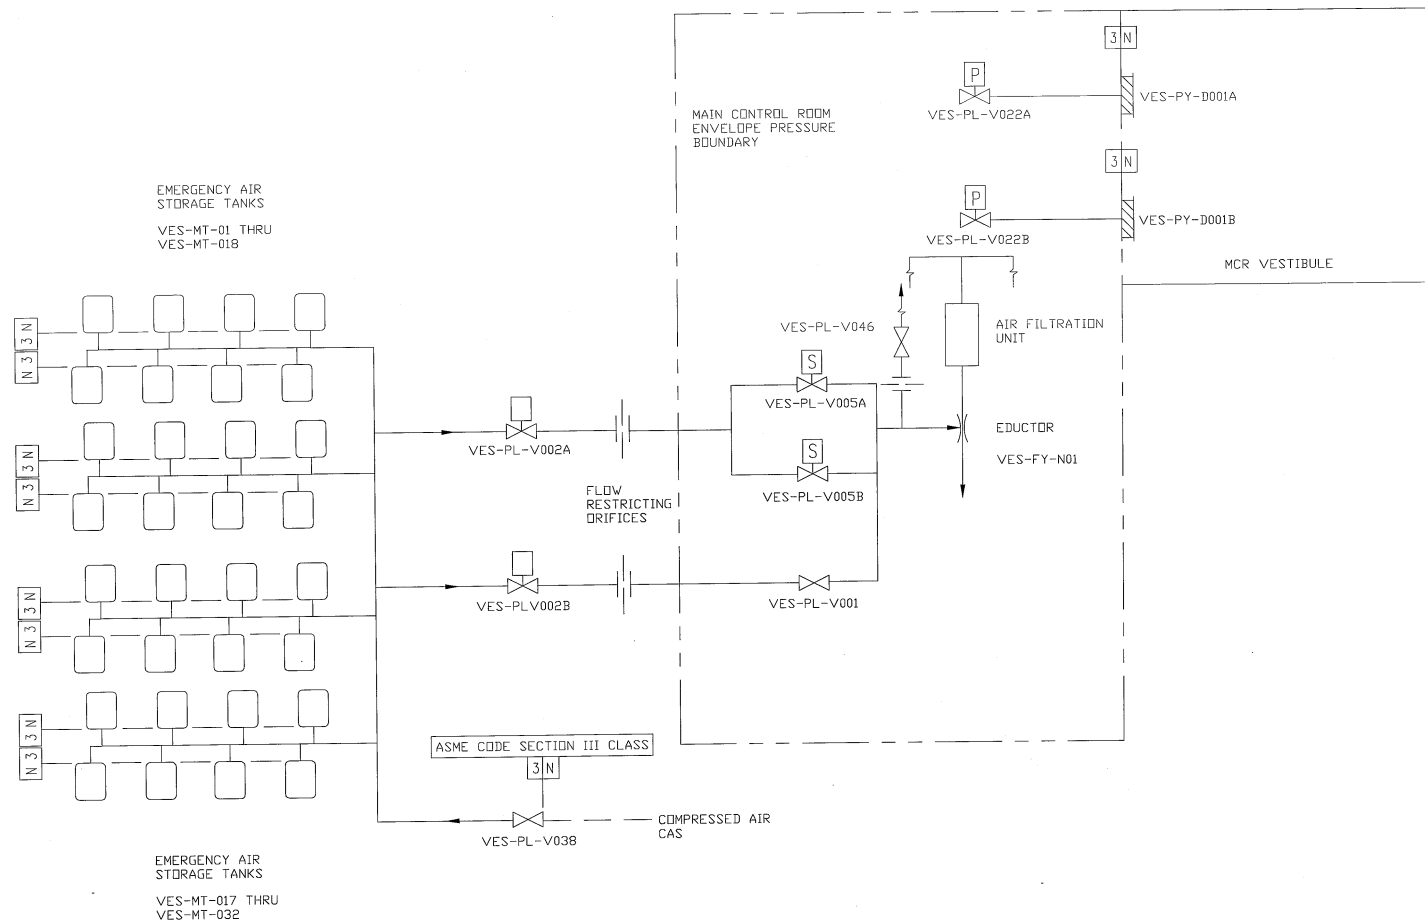 3 N
P
VES-PY-D001A
MAIN CONTROL ROOM
ENVELOPE PRESSURE
BOUNDARY
VES-PL-V022A
3 N
EMERGENCY AIR
STORAGE TANKS
VES-MT-01 THRU
VES-MT-018
P
VES-PY-D001B
VES-PL-V022B
MCR VESTIBULE
3 N
N 3
VES-PL-V046
AIR FILTRATION
UNIT
S
VES-PL-V005A
VES-PL-V002A
EDUCTOR
VES-FY-N01
S
VES-PL-V005B
3 N
N 3
FLOW
RESTRICTING
ORIFICES
VES-PLV002B
VES-PL-V001
3 N
N 3
3 N
N 3
ASME CODE SECTION III CLASS
3 N
COMPRESSED AIR
CAS
VES-PL-V038
EMERGENCY AIR
STORAGE TANKS
VES-MT-017 THRU
VES-MT-032